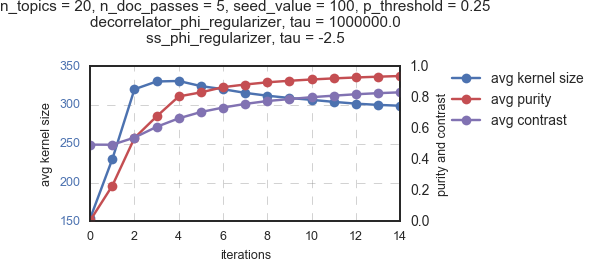 n_topics = 20, n_doc_passes = 5, seed_value = 100, p_threshold = 0.25
decorrelator_phi_regularizer, tau = 1000000.0
ss_phi_regularizer, tau = -2.5
350
300
250
200
150
avg kernel size
0
2
4
6
8
10
12
14
iterations
1.0
0.8
0.6
0.4
0.2
0.0
purity and contrast
avg kernel size
avg purity
avg contrast